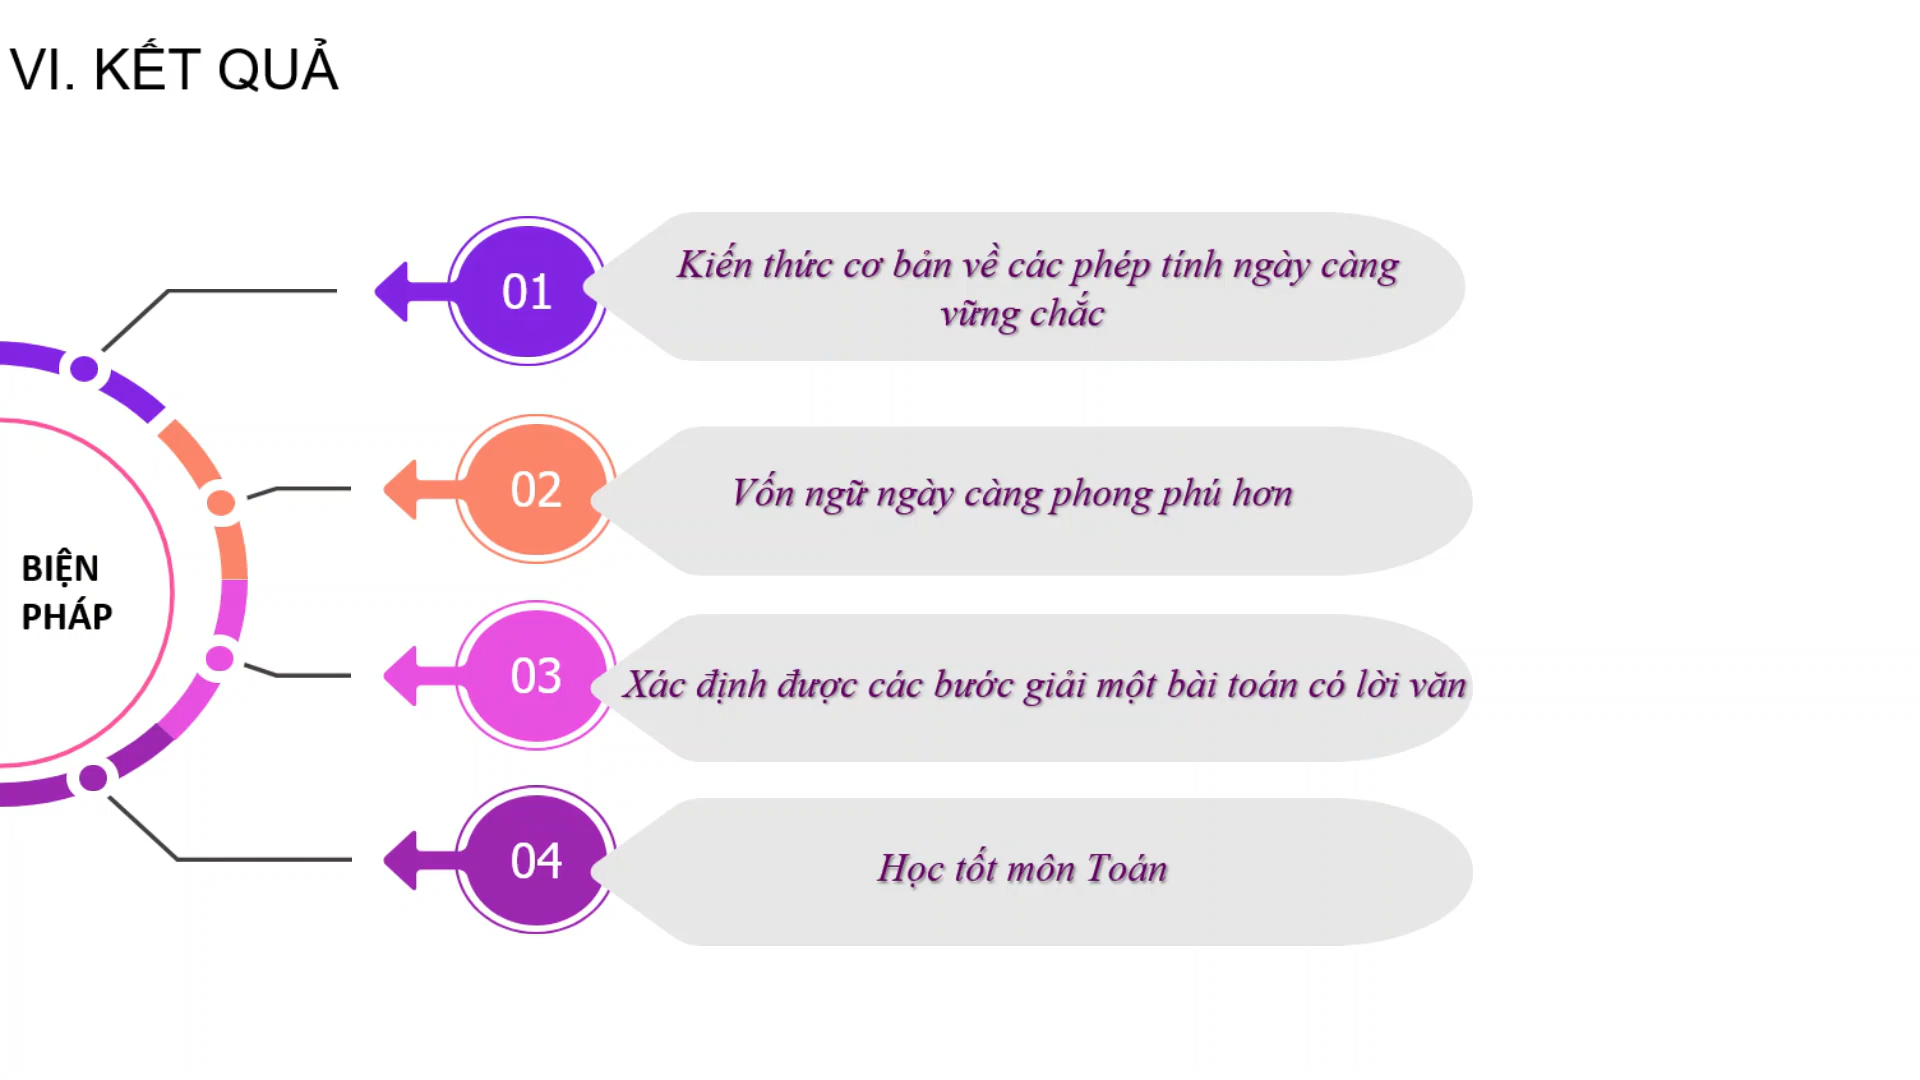 VI. KẾT QUẢ
01
Kiến thức cơ bản về các phép tính ngày càng
vững chắc
02
Vốn ngữ ngày càng phong phú hơn
BIỆN
PHÁP
03
Xác định được các bước giải một bài toán có lời văn
04
Học tốt môn Toán